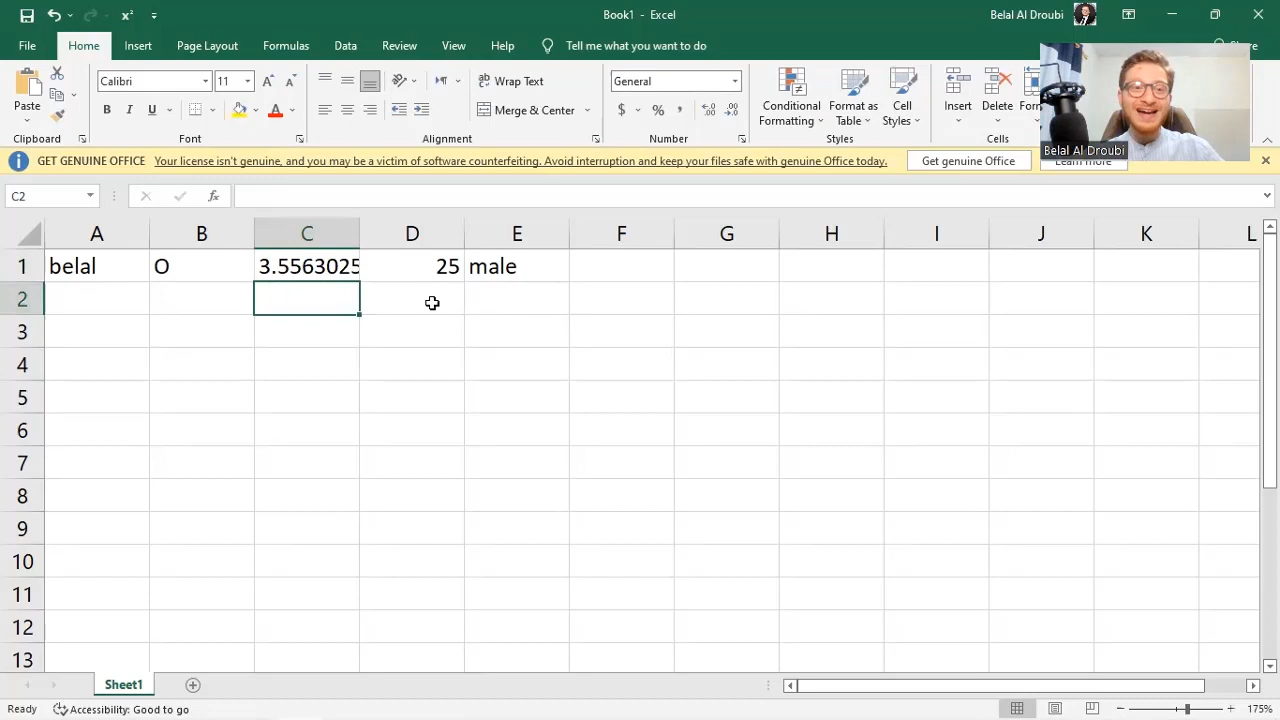 Book1 - Excel
Belal Al Droubi
File Home Insert Page Layout Formulas Data Review View Help Tell me what you want to do Share
Paste
Calibri 11
Wrap Text
General
B I U
Merge & Center
$ % ,
Conditional Formatting
Format as Table
Cell Styles
Insert
Delete
Clipboard Font Alignment Number Styles Cells
Belal Al Droubi
GET GENUINE OFFICE Your license isn't genuine, and you may be victim of software counterfeiting. Avoid interruption and keep your files safe with genuine Office today. Get genuine Office Learn more
C2 fx
A B C D E F G H I J K L
1 belal O 3.5563025 25 male
2
3
4
5
6
7
8
9
10
11
12
13
Sheet1
Ready Accessibility: Good to go 175%